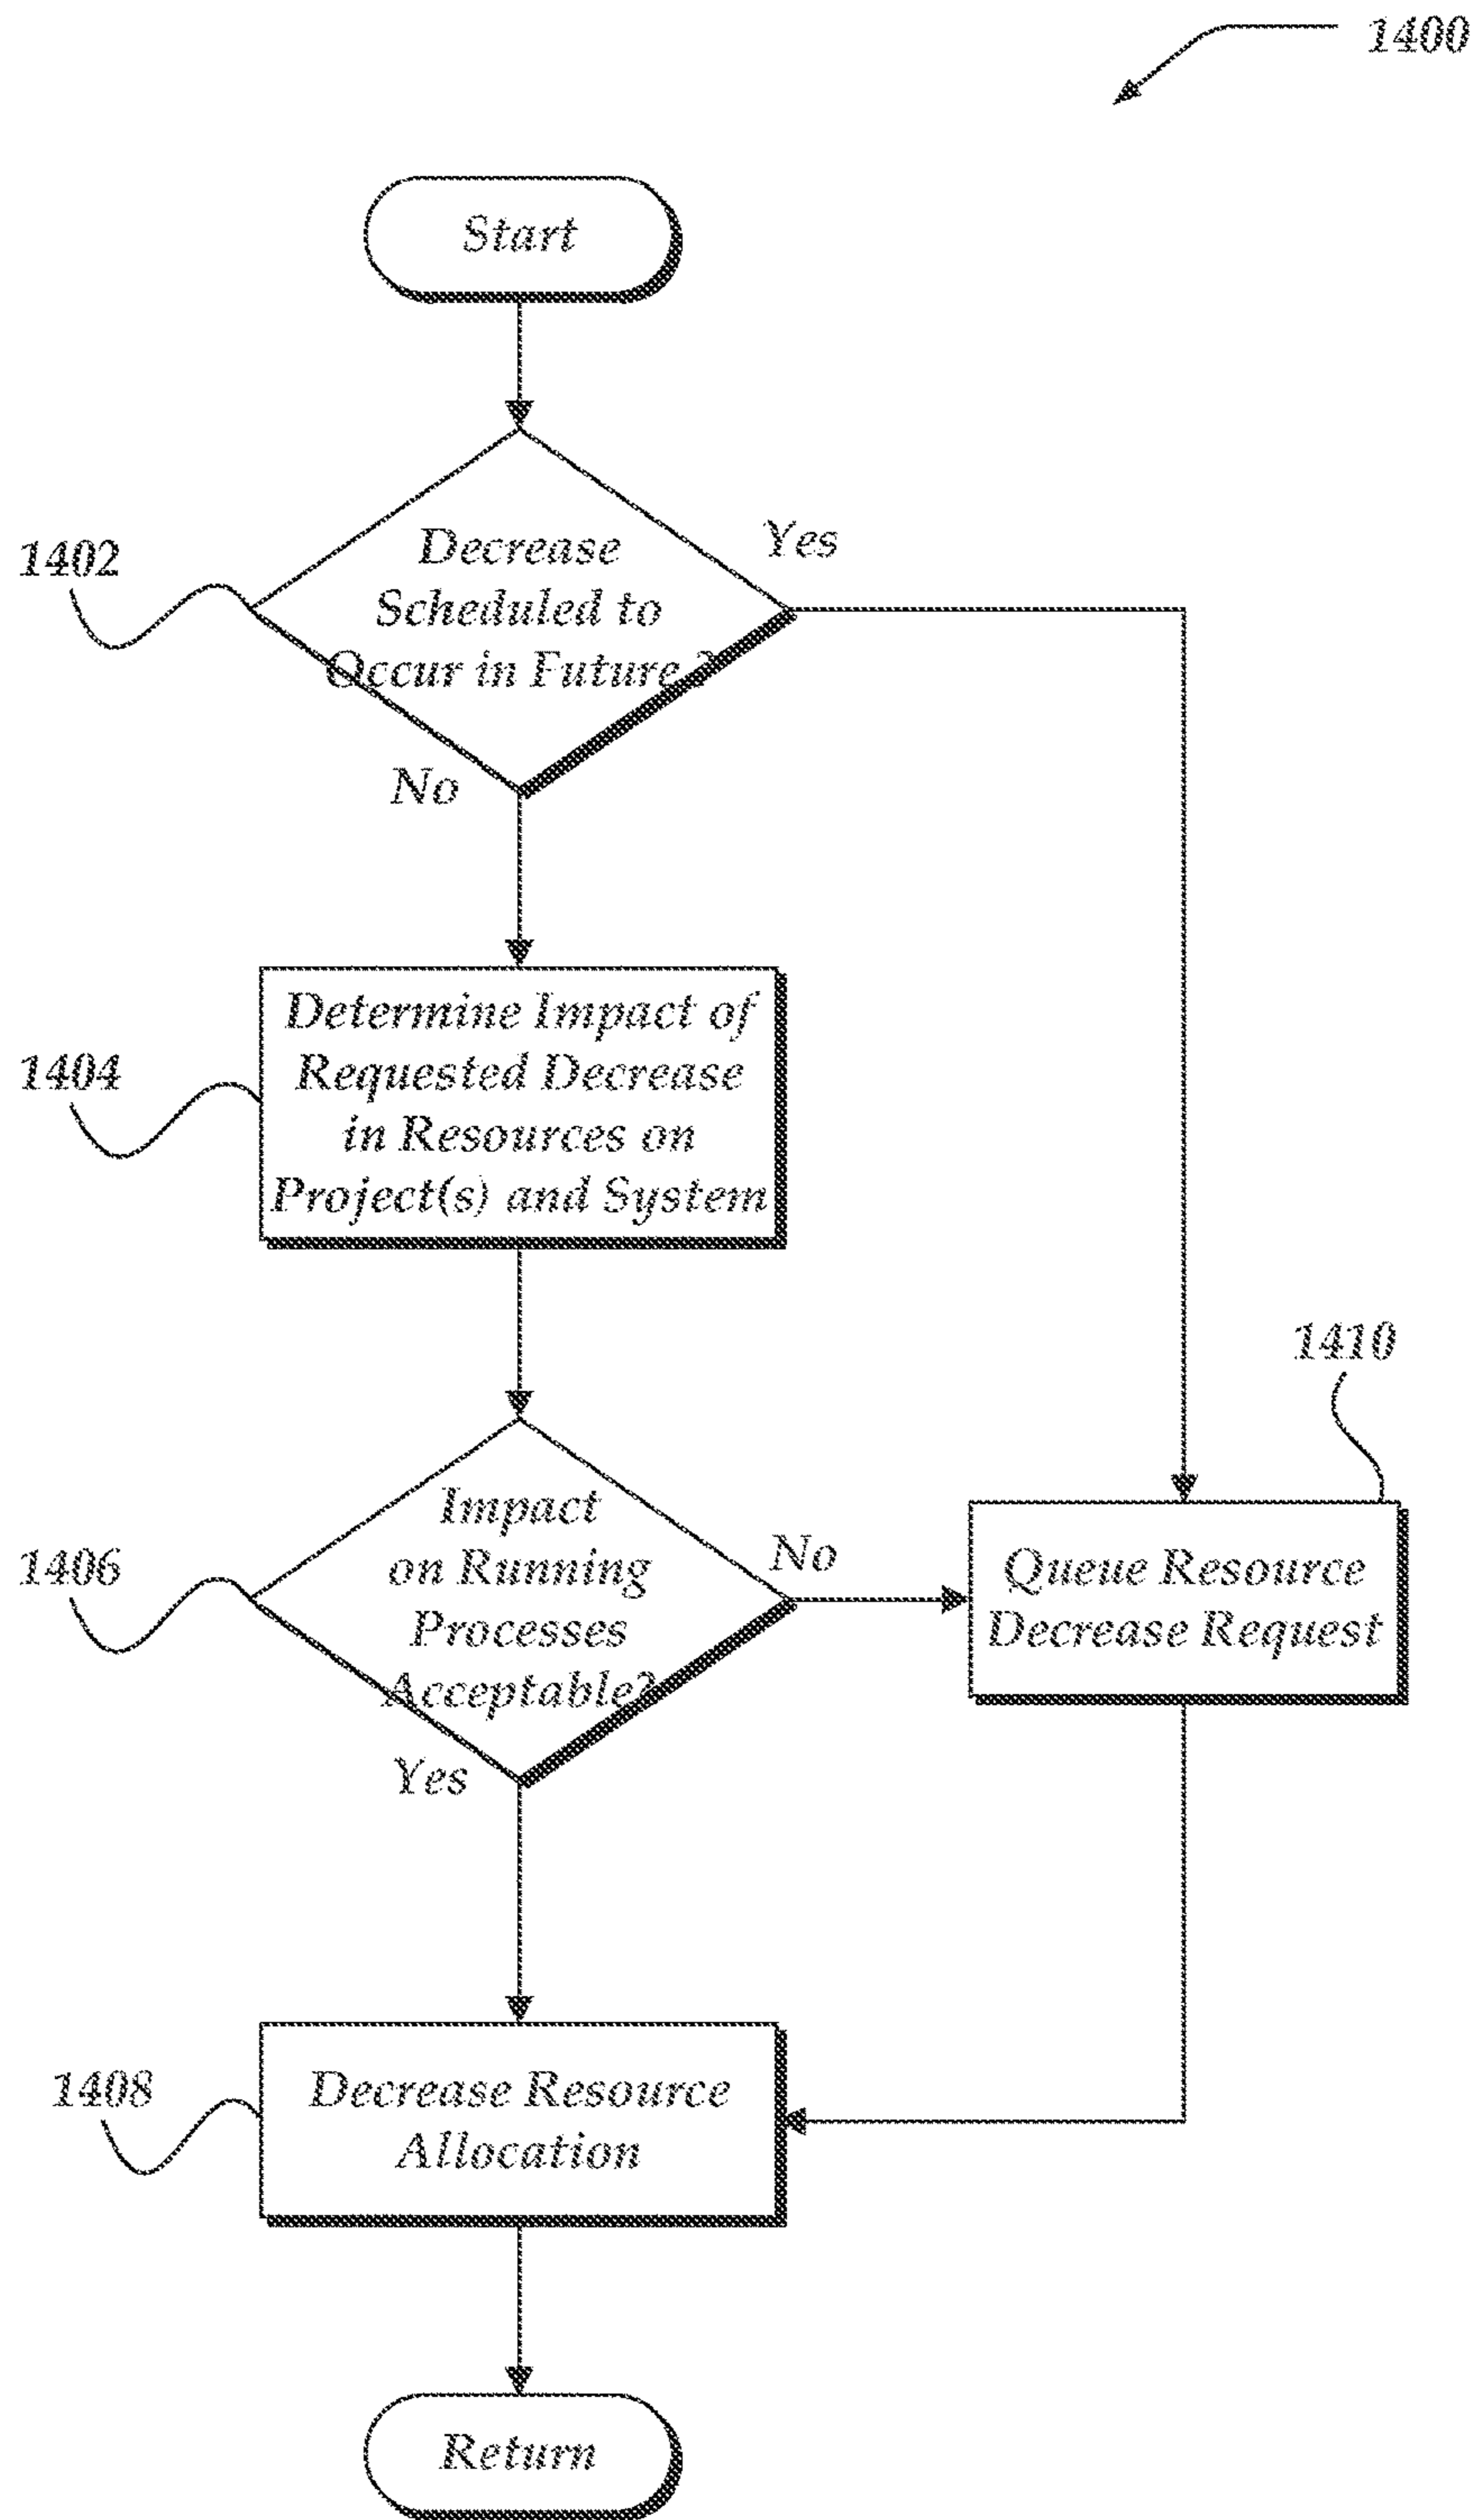 1400
Start
1402
Decrease
Scheduled to
Occur in Future ?
Yes
No
1404
Determine Impact of
Requested Decrease
in Resources on
Project(s) and System
1406
Impact
on Running
Processes
Acceptable?
No
Yes
1410
Queue Resource
Decrease Request
1408
Decrease Resource
Allocation
Return